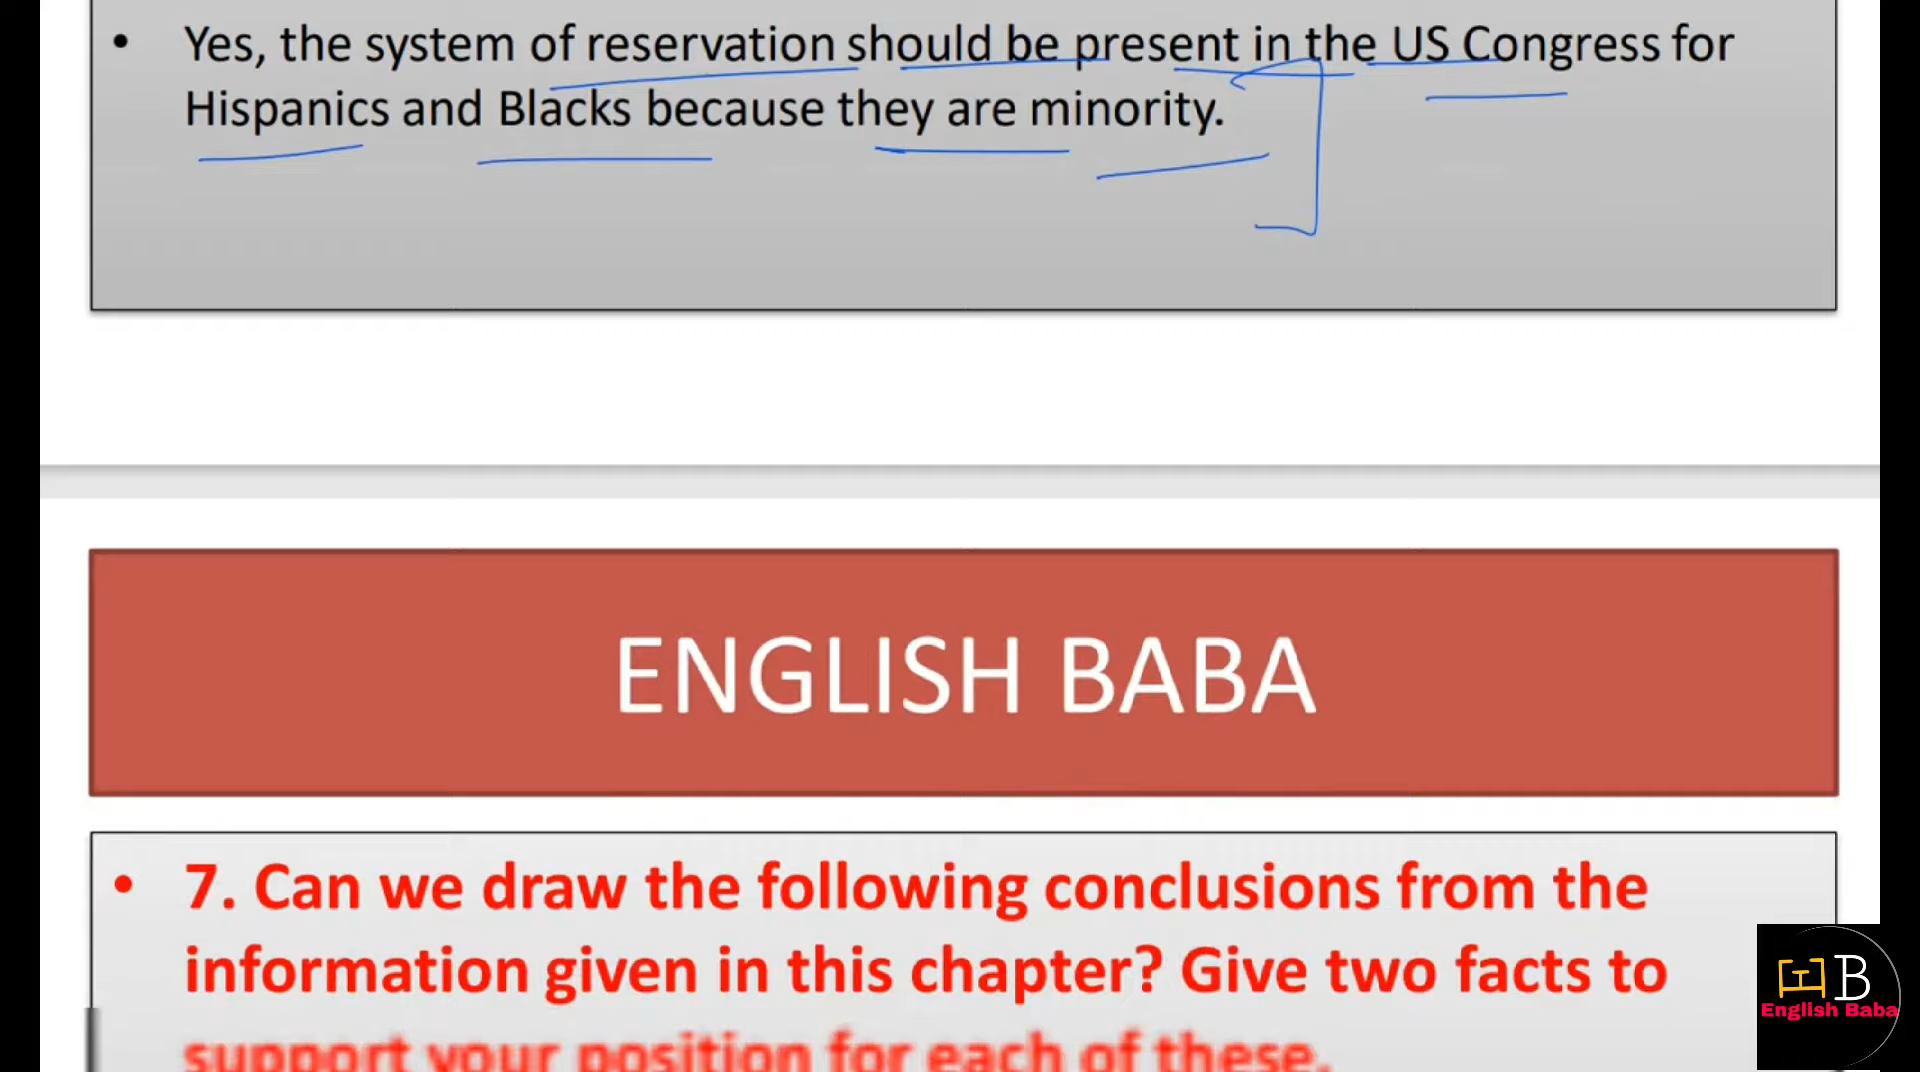 • Yes, the system of reservation should be present in the US Congress for
Hispanics and Blacks because they are minority.
ENGLISH BABA
• 7. Can we draw the following conclusions from the
information given in this chapter? Give two facts to
support your position for each of these.
EB
English Baba